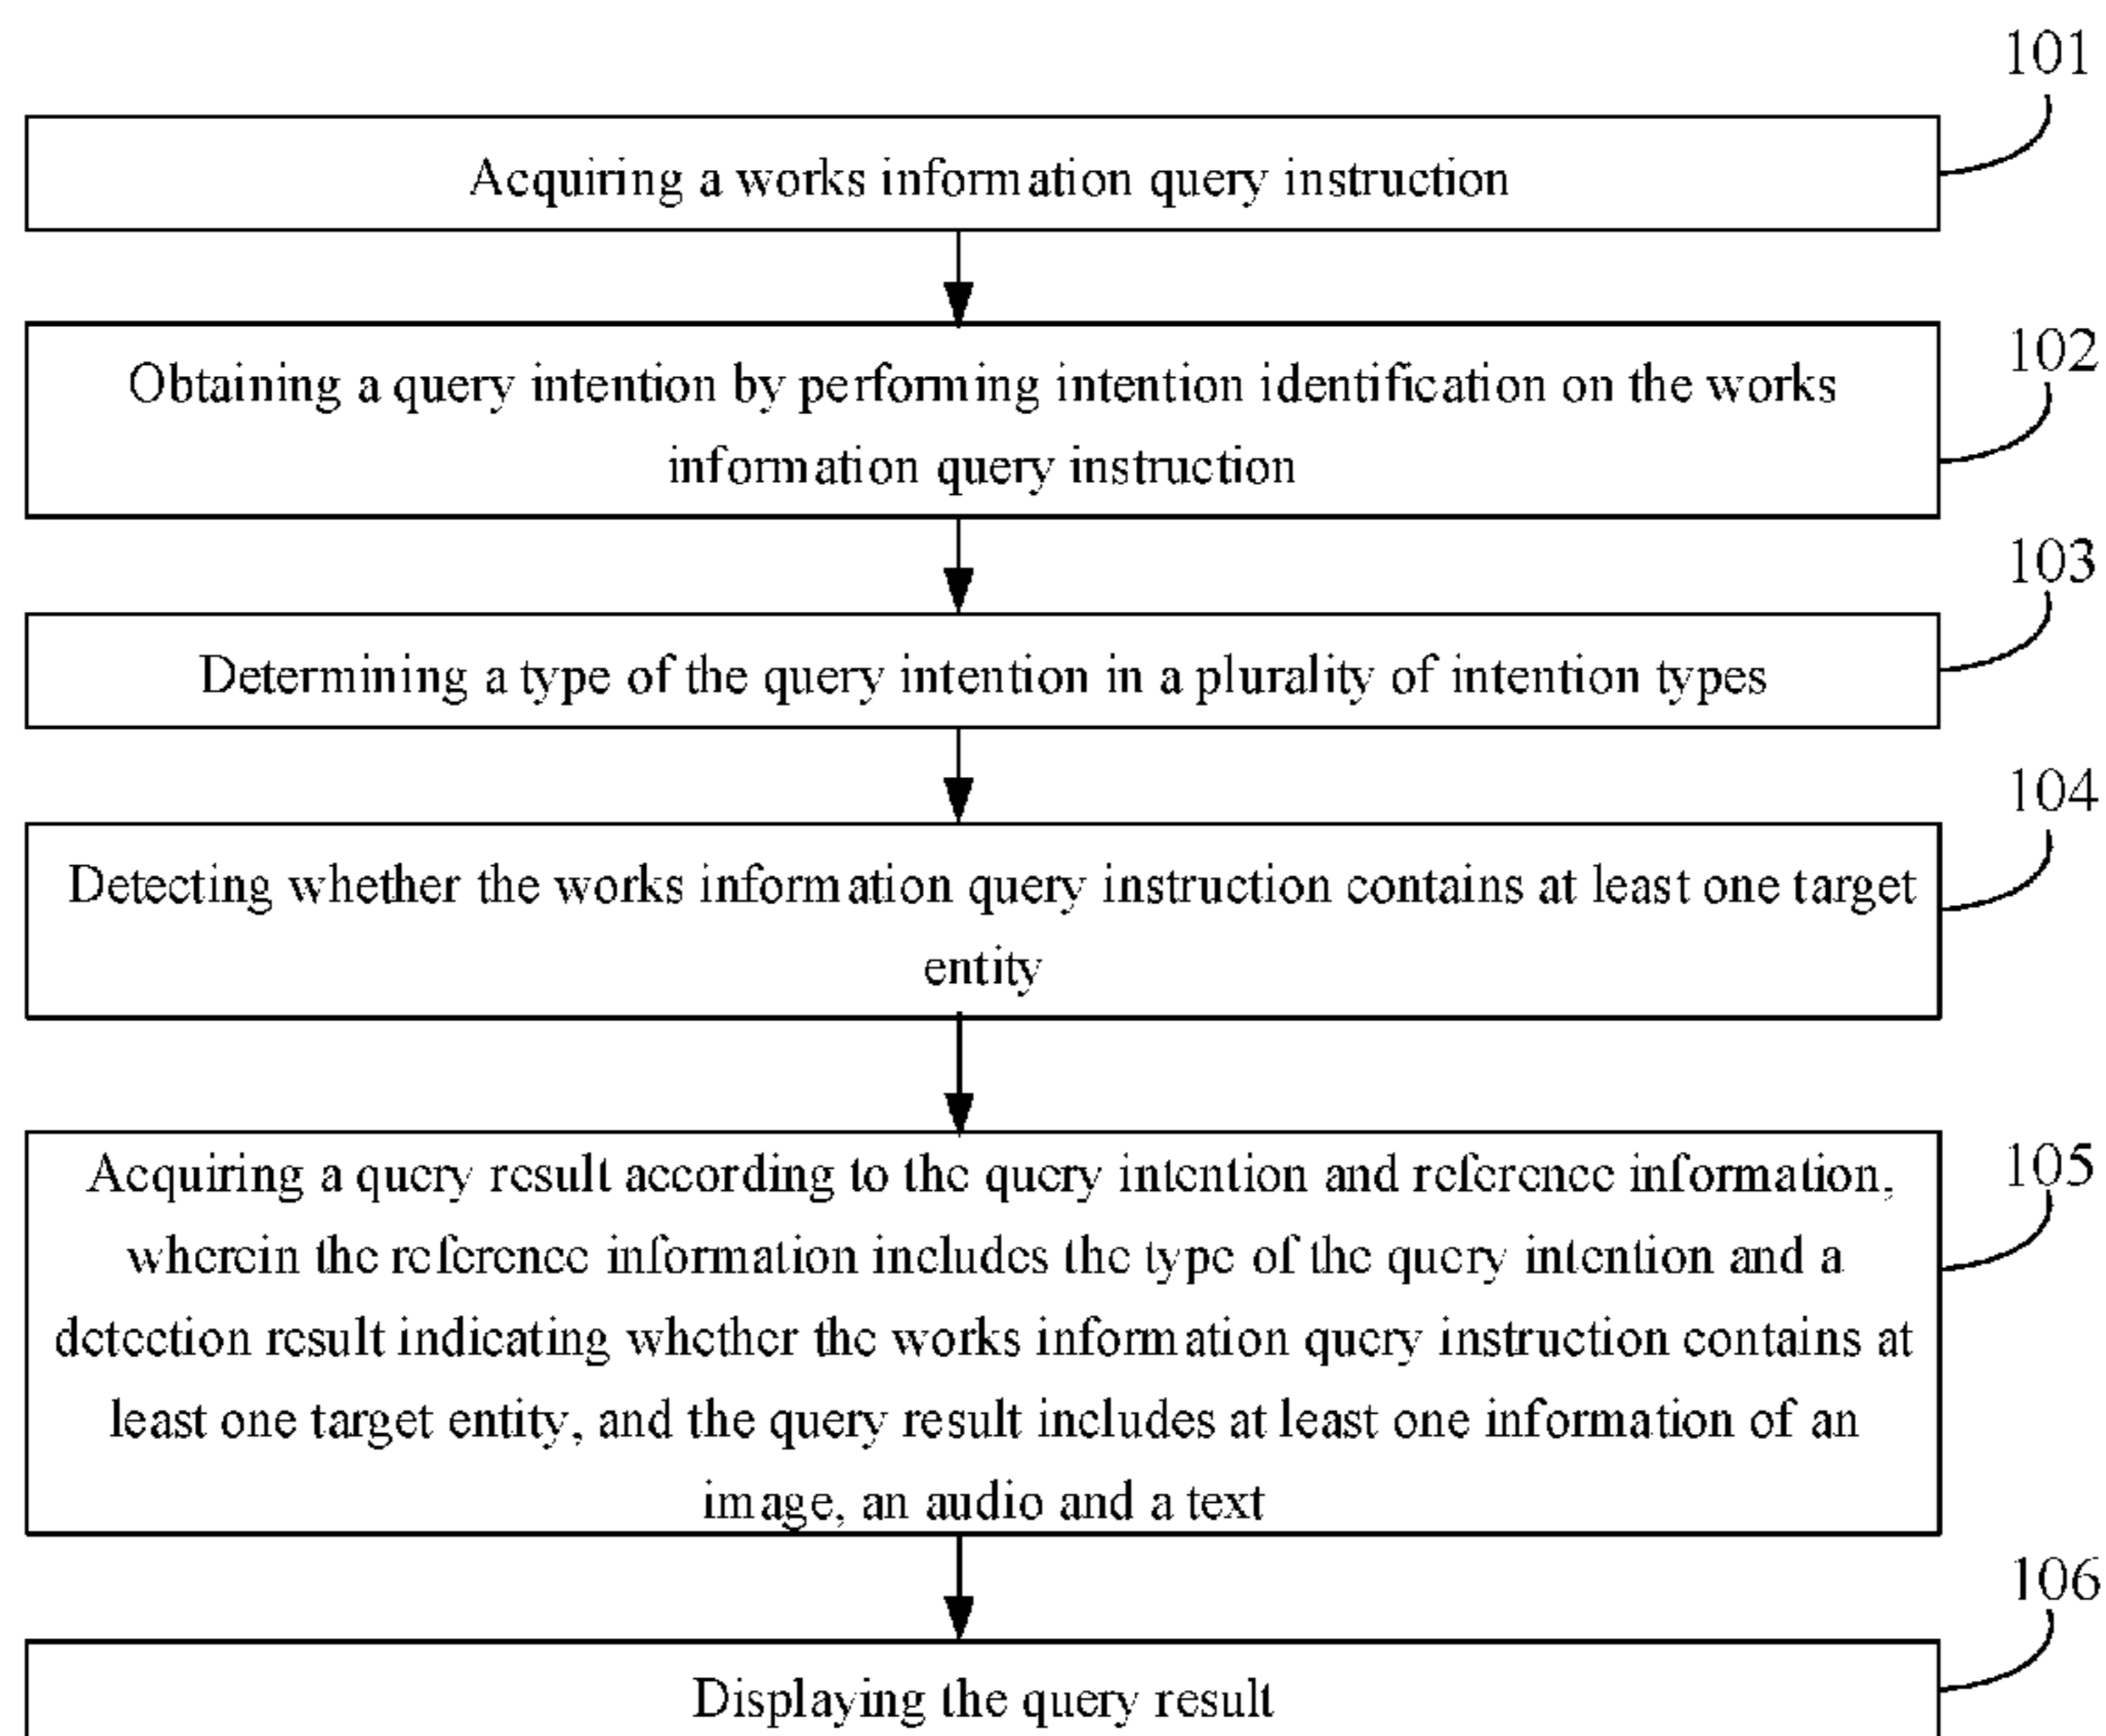 101
Acquiring a works information query instruction
102
Obtaining a query intention by performing intention identification on the works
information query instruction
103
Determining a type of the query intention in a plurality of intention types
104
Detecting whether the works information query instruction contains at least one target
entity
105
Acquiring a query result according to the query intention and reference information,
wherein the reference information includes the type of the query intention and a
detection result indicating whether the works information query instruction contains at
least one target entity, and the query result includes at least one information of an
image, an audio and a text
106
Displaying the query result